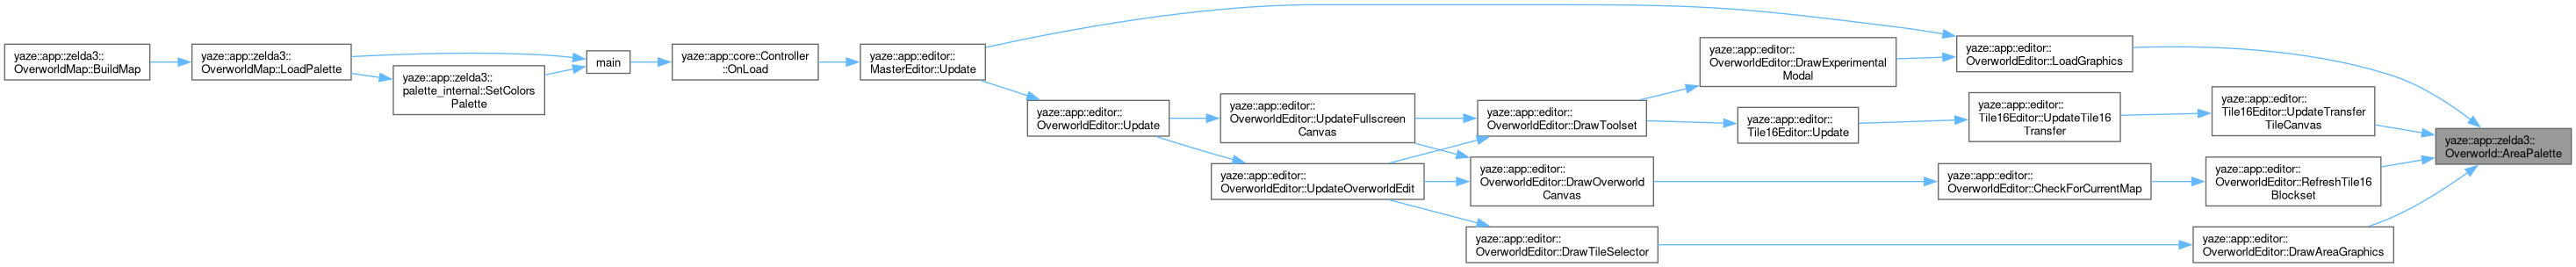 yaze::app::zelda3::
OverworldMap::BuildMap
yaze::app::zelda3::
OverworldMap::LoadPalette
yaze::app::zelda3::
palette_internal::SetColors
Palette
main
yaze::app::core::Controller
::OnLoad
yaze::app::editor::
MasterEditor::Update
yaze::app::editor::
OverworldEditor::Update
yaze::app::editor::
OverworldEditor::UpdateFullscreen
Canvas
yaze::app::editor::
OverworldEditor::UpdateOverworldEdit
yaze::app::editor::
OverworldEditor::DrawToolset
yaze::app::editor::
OverworldEditor::DrawOverworld
Canvas
yaze::app::editor::
OverworldEditor::DrawTileSelector
yaze::app::editor::
OverworldEditor::DrawExperimental
Modal
yaze::app::editor::
Tile16Editor::Update
yaze::app::editor::
OverworldEditor::LoadGraphics
yaze::app::editor::
Tile16Editor::UpdateTile16
Transfer
yaze::app::editor::
OverworldEditor::CheckForCurrentMap
yaze::app::editor::
Tile16Editor::UpdateTransfer
TileCanvas
yaze::app::editor::
OverworldEditor::RefreshTile16
Blockset
yaze::app::editor::
OverworldEditor::DrawAreaGraphics
yaze::app::zelda3::
Overworld::AreaPalette